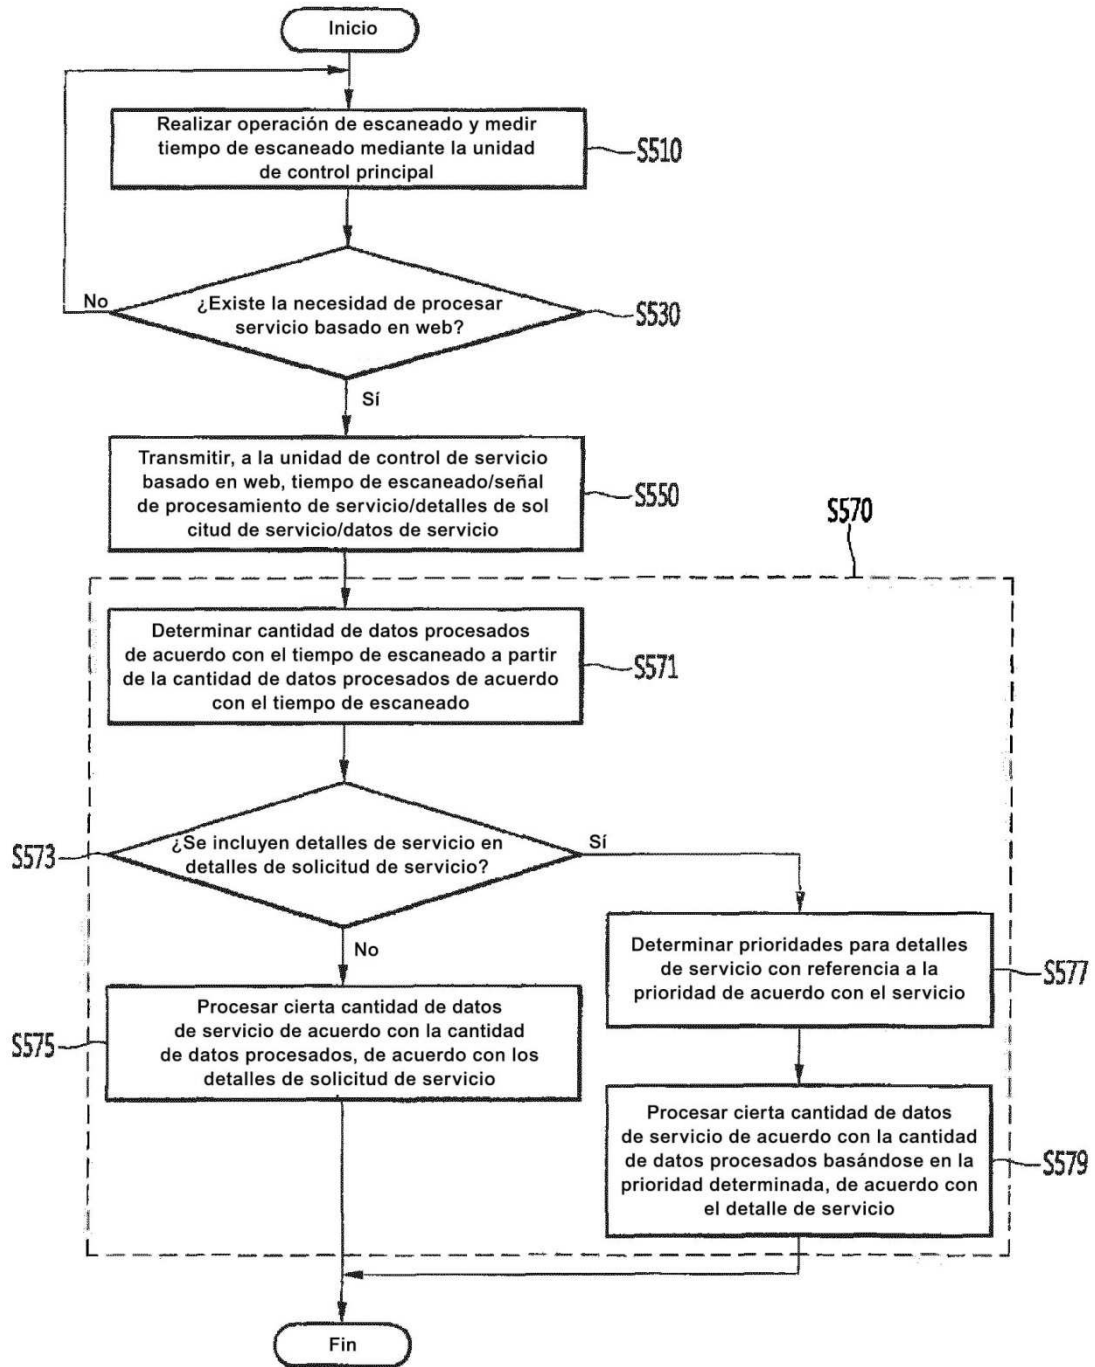 Inicio
Realizar operación de escaneado y medir
tiempo de escaneado mediante la unidad
de control principal
S510
¿Existe la necesidad de procesar
servicio basado en web?
No
S530
Sí
Transmitir, a la unidad de control de servicio
basado en web, tiempo de escaneado/señal
de procesamiento de servicio/detalles de sol
citud de servicio/datos de servicio
S550
S570
Determinar cantidad de datos procesados
de acuerdo con el tiempo de escaneado a partir
de la cantidad de datos procesados de acuerdo
con el tiempo de escaneado
S571
¿Se incluyen detalles de servicio en
detalles de solicitud de servicio?
S573
Sí
No
Determinar prioridades para detalles
de servicio con referencia a la
prioridad de acuerdo con el servicio
S577
Procesar cierta cantidad de datos
de servicio de acuerdo con la cantidad
de datos procesados, de acuerdo con los
detalles de solicitud de servicio
S575
Procesar cierta cantidad de datos
de servicio de acuerdo con la cantidad
de datos procesados basándose en la
prioridad determinada, de acuerdo con
el detalle de servicio
S579
Fin